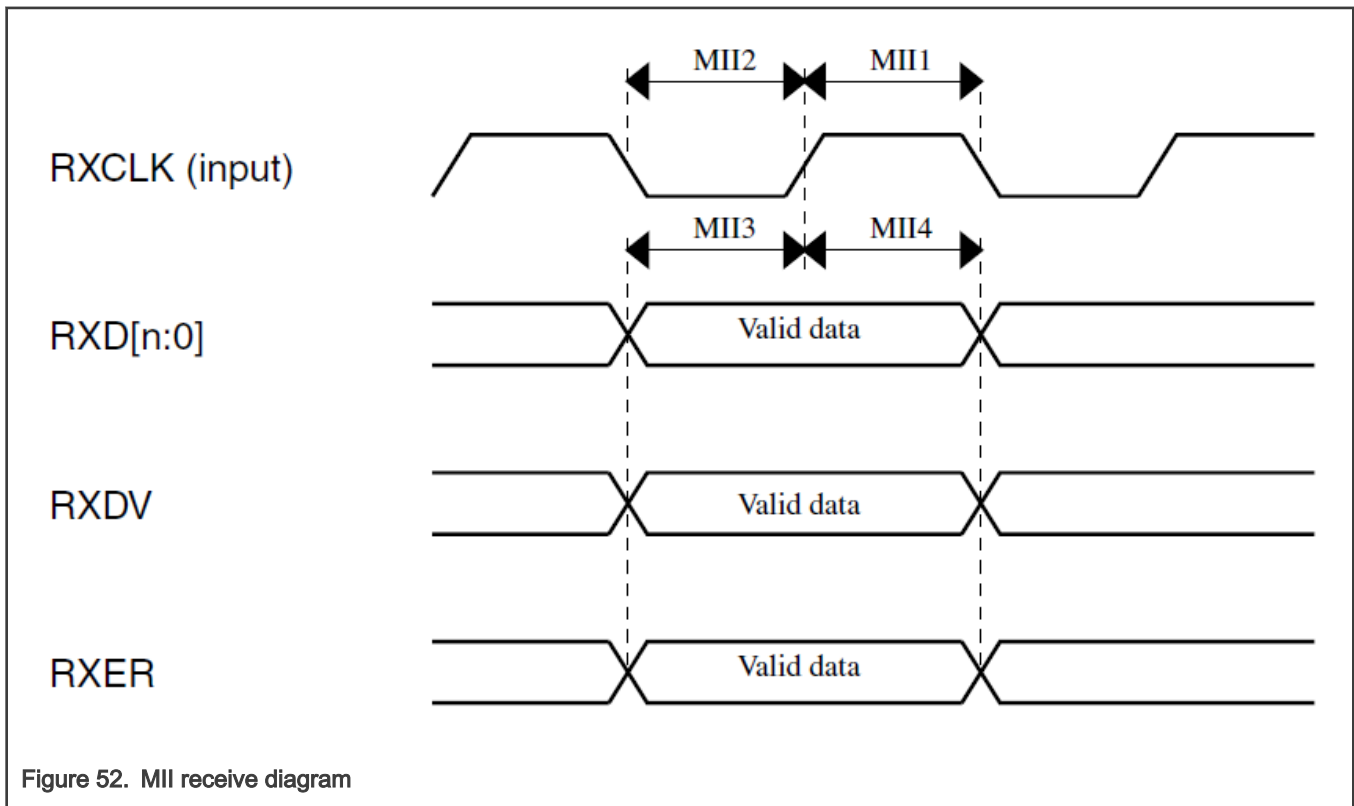 MII2 MII1
RXCLK (input)
MII3 MII4
RXD[n:0] Valid data
RXDV Valid data
RXER Valid data
Figure 52. MII receive diagram